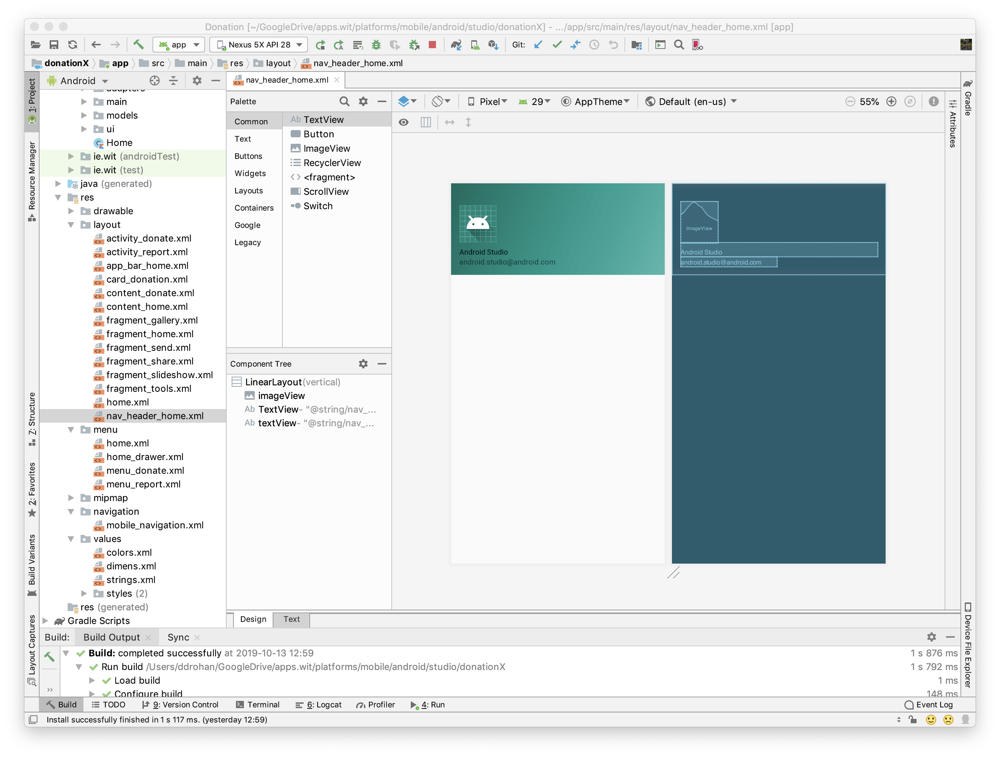 Donation [~/GoogleDrive/apps.wit/platforms/mobile/android/studio/donationX] - .../app/src/main/res/layout/nav_header_home.xml [app]
app
Nexus 5X API 28
Git:
donationX
app
src
main
res
layout
nav_header_home.xml
1: Project
Resource Manager
7: Structure
2: Favorites
Build Variants
Layout Captures
Android
main
models
ui
Home
ie.wit (androidTest)
ie.wit (test)
java (generated)
res
drawable
layout
activity_donate.xml
activity_report.xml
app_bar_home.xml
card_donation.xml
content_donate.xml
content_home.xml
fragment_gallery.xml
fragment_home.xml
fragment_send.xml
fragment_share.xml
fragment_slideshow.xml
fragment_tools.xml
home.xml
nav_header_home.xml
menu
home.xml
home_drawer.xml
menu_donate.xml
menu_report.xml
mipmap
navigation
mobile_navigation.xml
values
colors.xml
dimens.xml
strings.xml
styles (2)
res (generated)
Gradle Scripts
nav_header_home.xml
Palette
Common
Text
Buttons
Widgets
Layouts
Containers
Google
Legacy
Ab TextView
Button
ImageView
RecyclerView
<fragment>
ScrollView
Switch
Component Tree
LinearLayout(vertical)
imageView
Ab TextView- "@string/nav_...
Ab textView- "@string/nav_...
Pixel
29
AppTheme
Default (en-us)
55%
Android Studio
android.studio@android.com
ImageView
Android Studio
android.studio@android.com
Design
Text
Gradle
Attributes
Device File Explorer
Build:
Build Output
Sync
Build: completed successfully at 2019-10-13 12:59
1 s 876 ms
Run build /Users/ddrohan/GoogleDrive/apps.wit/platforms/mobile/android/studio/donationX
1 s 792 ms
Load build
1 ms
Configure build
148 ms
Build
TODO
9: Version Control
Terminal
6: Logcat
Profiler
4: Run
Event Log
Install successfully finished in 1 s 117 ms. (yesterday 12:59)